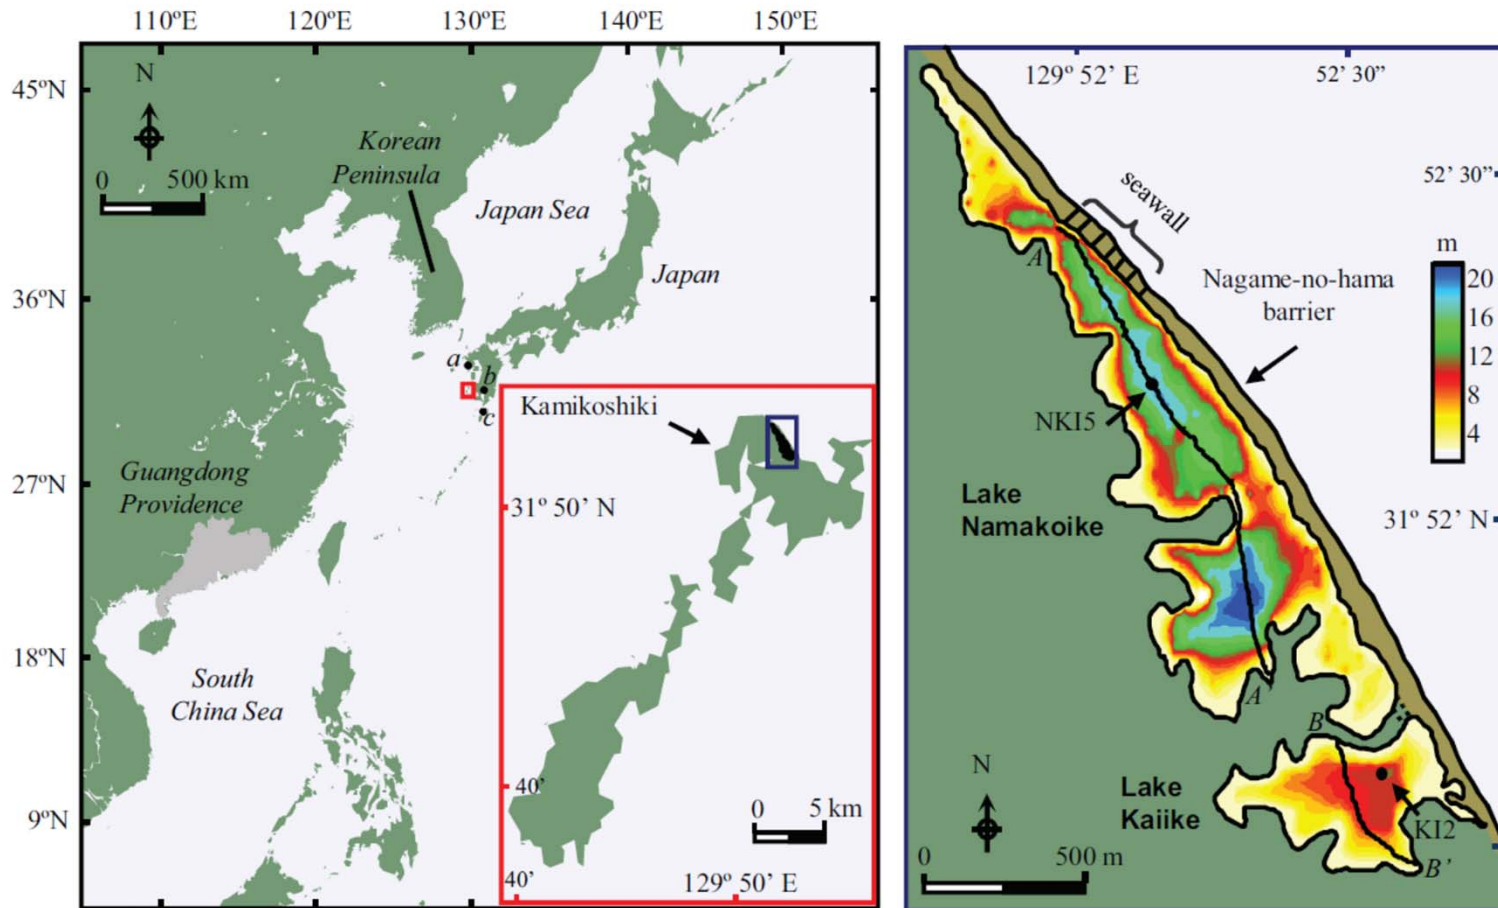 110ºE 120ºE 130ºE 140ºE 150ºE
45ºN
36ºN
27ºN
18ºN
9ºN
N
0 500 km
Korean
Peninsula
Japan Sea
Japan
a
b
c
Guangdong
Providence
South
China Sea
Kamikoshiki
31º 50' N
40'
0 5 km
40'
129º 50' E
129º 52' E
52' 30"
52' 30"
seawall
A
m
20
16
12
8
4
Nagame-no-hama
barrier
NKI5
Lake
Namakoike
31º 52' N
A
B
N
Lake
Kaiike
KI2
B'
0 500 m